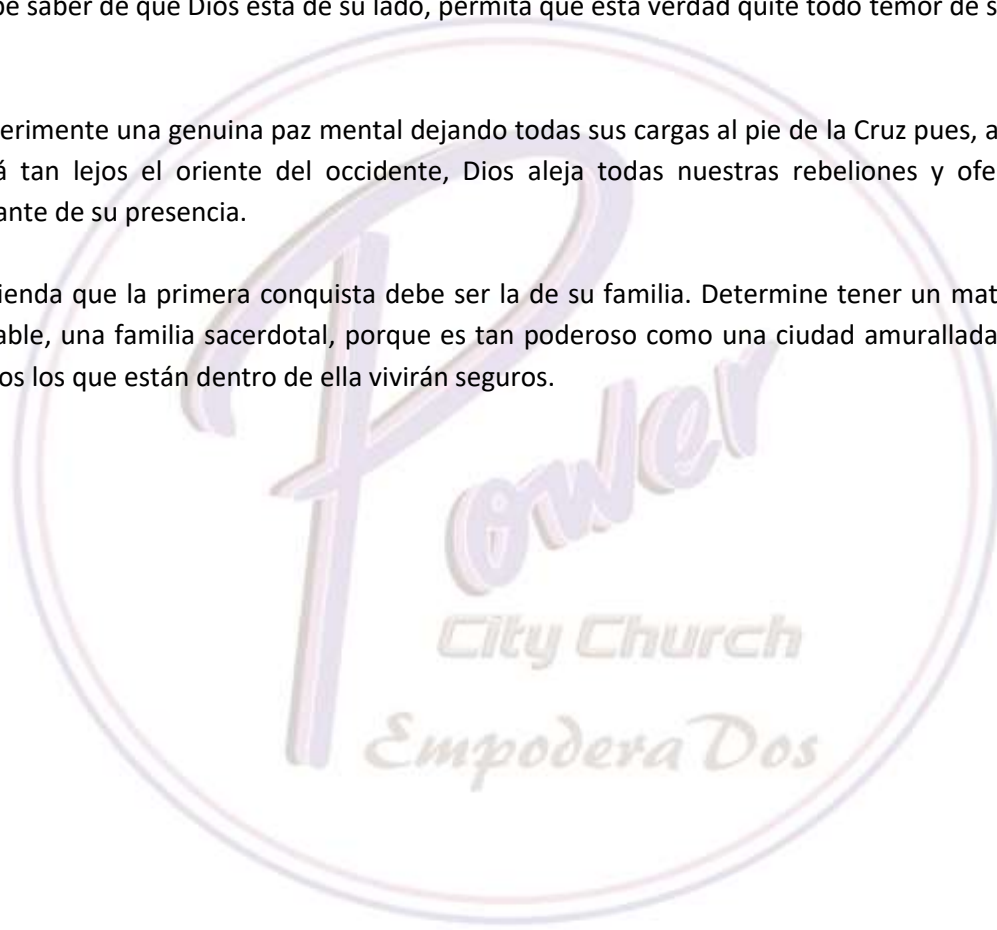 be saber de que Dios está de su lado, permita que esta verdad quite todo temor de s
erimente una genuina paz mental dejando todas sus cargas al pie de la Cruz pues, a
á tan lejos el oriente del occidente, Dios aleja todas nuestras rebeliones y ofe
ante de su presencia.
ienda que la primera conquista debe ser la de su familia. Determine tener un mat
able, una familia sacerdotal, porque es tan poderoso como una ciudad amurallada
os los que están dentro de ella vivirán seguros.
Power
City Church
Empodera Dos